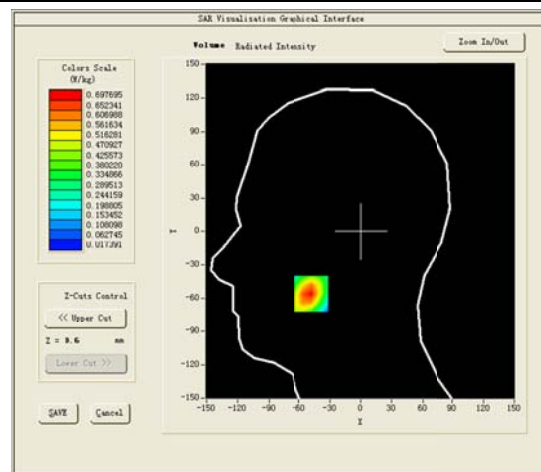 SAR Visualisation Graphical Interface
Volume Radiated Intensity
Zoom In/Out
Colors Scale
(W/kg)
0.697695
0.652341
0.606988
0.561634
0.516281
0.470927
0.425573
0.380220
0.334866
0.289513
0.244159
0.198805
0.153452
0.108098
0.062745
0.017391
Z-Cuts Control
<< Upper Cut
Z = 0.6 mm
Lower Cut >>
SAVE
Cancel
150
120
90
60
30
0
-30
-60
-90
-120
-150
Y
-150 -120 -90 -60 -30 0 30 60 90 120 150
X